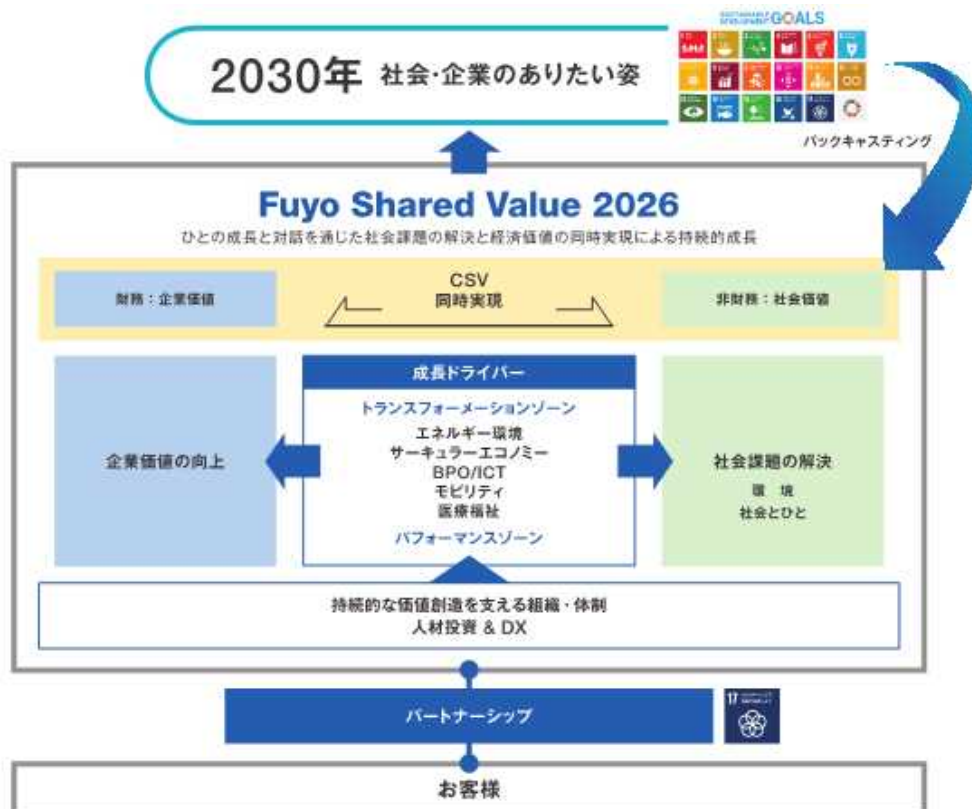 SUSTAINABLE
DEVELOPMENT GOALS
2030年 社会・企業のありたい姿
バックキャスティング
Fuyo Shared Value 2026
ひとの成長と対話を通じた社会課題の解決と経済価値の同時実現による持続的成長
財務：企業価値
CSV
同時実現
非財務：社会価値
企業価値の向上
成長ドライバー
トランスフォーメーションゾーン
エネルギー環境
サーキュラーエコノミー
BPO/ICT
モビリティ
医療福祉
パフォーマンスゾーン
社会課題の解決
環　境
社会とひと
持続的な価値創造を支える組織・体制
人材投資 & DX
パートナーシップ
17
お客様